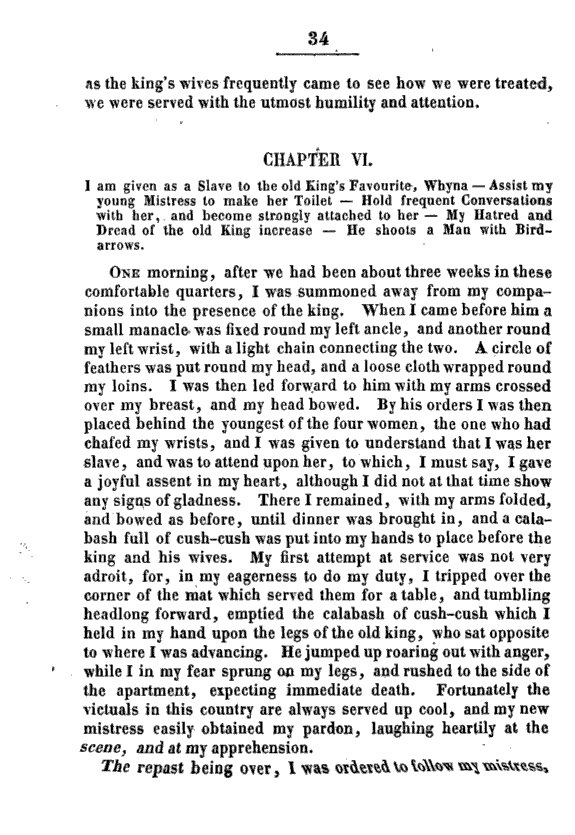 34
as the king's wives frequently came to see how we were treated,
we were served with the utmost humility and attention.
CHAPTER VI.
I am given as a Slave to the old King's Favourite, Whyna — Assist my
young Mistress to make her Toilet — Hold frequent Conversations
with her, and become strongly attached to her — My Hatred and
Dread of the old King increase — He shoots a Man with Bird-
arrows.
ONE morning, after we had been about three weeks in these
comfortable quarters, I was summoned away from my compa-
nions into the presence of the king. When I came before him a
small manacle was fixed round my left ancle, and another round
my left wrist, with a light chain connecting the two. A circle of
feathers was put round my head, and a loose cloth wrapped round
my loins. I was then led forward to him with my arms crossed
over my breast, and my head bowed. By his orders I was then
placed behind the youngest of the four women, the one who had
chafed my wrists, and I was given to understand that I was her
slave, and was to attend upon her, to which, I must say, I gave
a joyful assent in my heart, although I did not at that time show
any signs of gladness. There I remained, with my arms folded,
and bowed as before, until dinner was brought in, and a cala-
bash full of cush-cush was put into my hands to place before the
king and his wives. My first attempt at service was not very
adroit, for, in my eagerness to do my duty, I tripped over the
corner of the mat which served them for a table, and tumbling
headlong forward, emptied the calabash of cush-cush which I
held in my hand upon the legs of the old king, who sat opposite
to where I was advancing. He jumped up roaring out with anger,
while I in my fear sprung on my legs, and rushed to the side of
the apartment, expecting immediate death. Fortunately the
victuals in this country are always served up cool, and my new
mistress easily obtained my pardon, laughing heartily at the
scene, and at my apprehension.
The repast being over, I was ordered to follow my mistress,